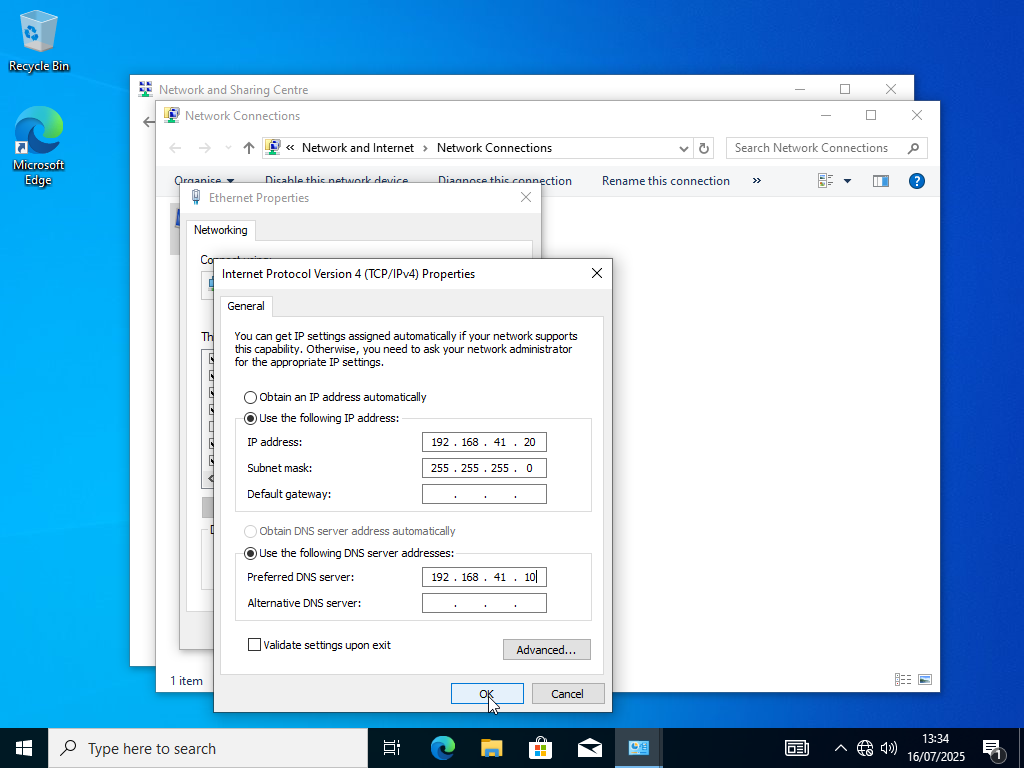 Recycle Bin
Microsoft
Edge
Network and Sharing Centre
Network Connections
« Network and Internet › Network Connections
Search Network Connections
Organise
Disable this network device
Diagnose this connection
Rename this connection
»
Ethernet Properties
Networking
Connect using:
Internet Protocol Version 4 (TCP/IPv4) Properties
General
You can get IP settings assigned automatically if your network supports
this capability. Otherwise, you need to ask your network administrator
for the appropriate IP settings.
Obtain an IP address automatically
Use the following IP address:
IP address:
192 . 168 . 41 . 20
Subnet mask:
255 . 255 . 255 . 0
Default gateway:
. . .
Obtain DNS server address automatically
Use the following DNS server addresses:
Preferred DNS server:
192 . 168 . 41 . 10
Alternative DNS server:
. . .
Validate settings upon exit
Advanced...
OK
Cancel
1 item
Type here to search
13:34
16/07/2025
1